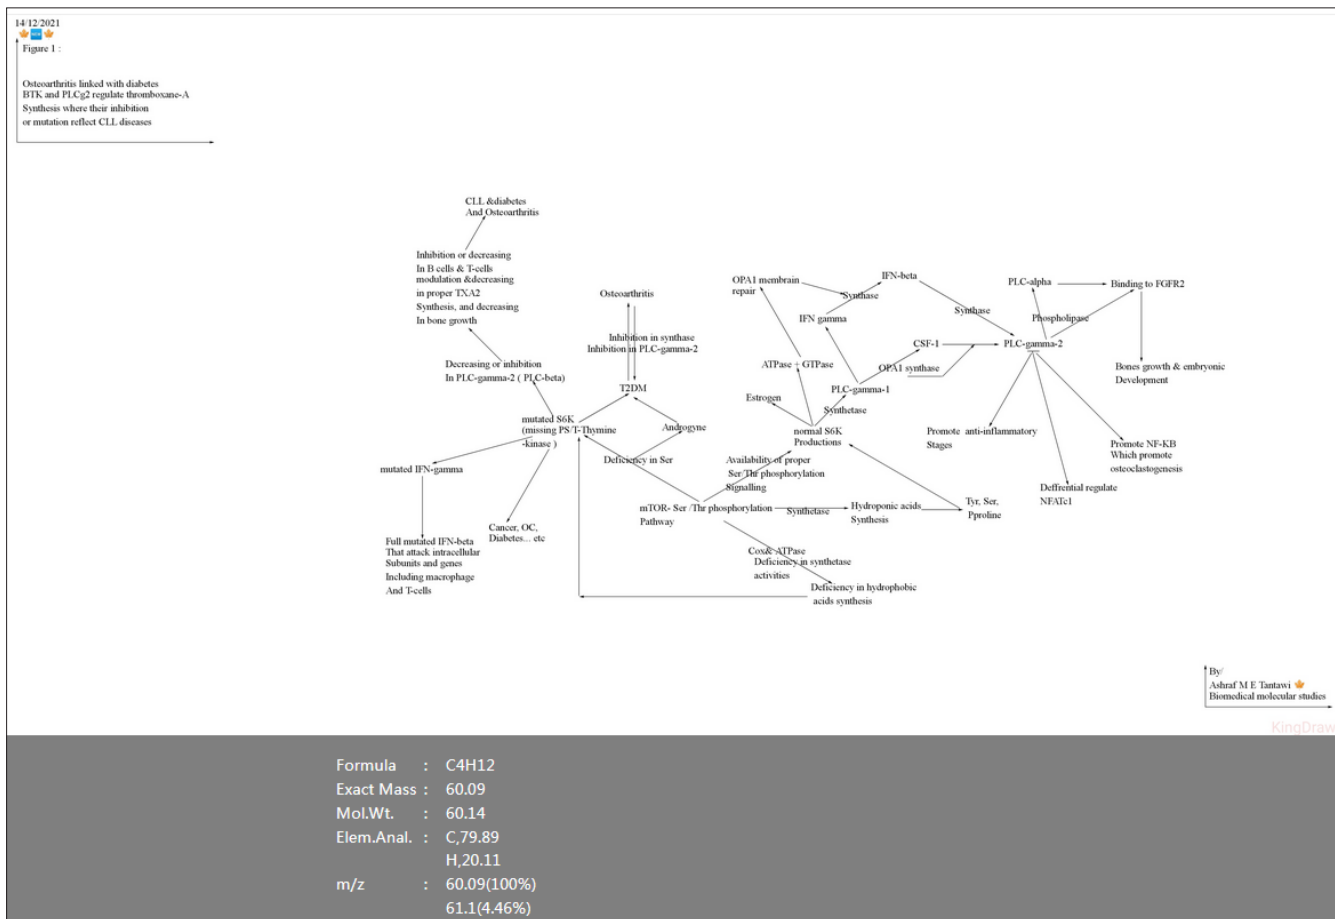 14/12/2021
NEW
Figure 1 :
Osteoarthritis linked with diabetes
BTK and PLCg2 regulate thromboxane-A
Synthesis where their inhibition
or mutation reflect CLL diseases
CLL &diabetes
And Osteoarthritis
Inhibition or decreasing
In B cells & T-cells
modulation &decreasing
in proper TXA2
Synthesis, and decreasing
In bone growth
Decreasing or inhibition
In PLC-gamma-2 ( PLC-beta)
Osteoarthritis
Inhibition in synthase
Inhibition in PLC-gamma-2
T2DM
mutated S6K
(missing PS/T-Thymine
-kinase )
Androgyne
Deficiency in Ser
mutated IFN-gamma
Full mutated IFN-beta
That attack intracellular
Subunits and genes
Including macrophage
And T-cells
Cancer, OC,
Diabetes... etc
OPA1 membrain
repair
Synthase
IFN-beta
IFN gamma
Synthase
ATPase + GTPase
Estrogen
PLC-gamma-1
Synthetase
normal S6K
Productions
CSF-1
OPA1 synthase
PLC-alpha
Binding to FGFR2
Phospholipase
PLC-gamma-2
Bones growth & embryonic
Development
Promote anti-inflammatory
Stages
Promote NF-KB
Which promote
osteoclastogenesis
Deffrential regulate
NFATc1
Availability of proper
Ser/Thr phosphorylation
Signalling
mTOR- Ser /Thr phosphorylation
Pathway
Synthetase
Hydroponic acids
Synthesis
Tyr, Ser,
Pproline
Cox& ATPase
Deficiency in synthetase
activities
Deficiency in hydrophobic
acids synthesis
By/
Ashraf M E Tantawi
Biomedical molecular studies
KingDraw
Formula : C4H12
Exact Mass : 60.09
Mol.Wt. : 60.14
Elem.Anal. : C,79.89
H,20.11
m/z : 60.09(100%)
61.1(4.46%)